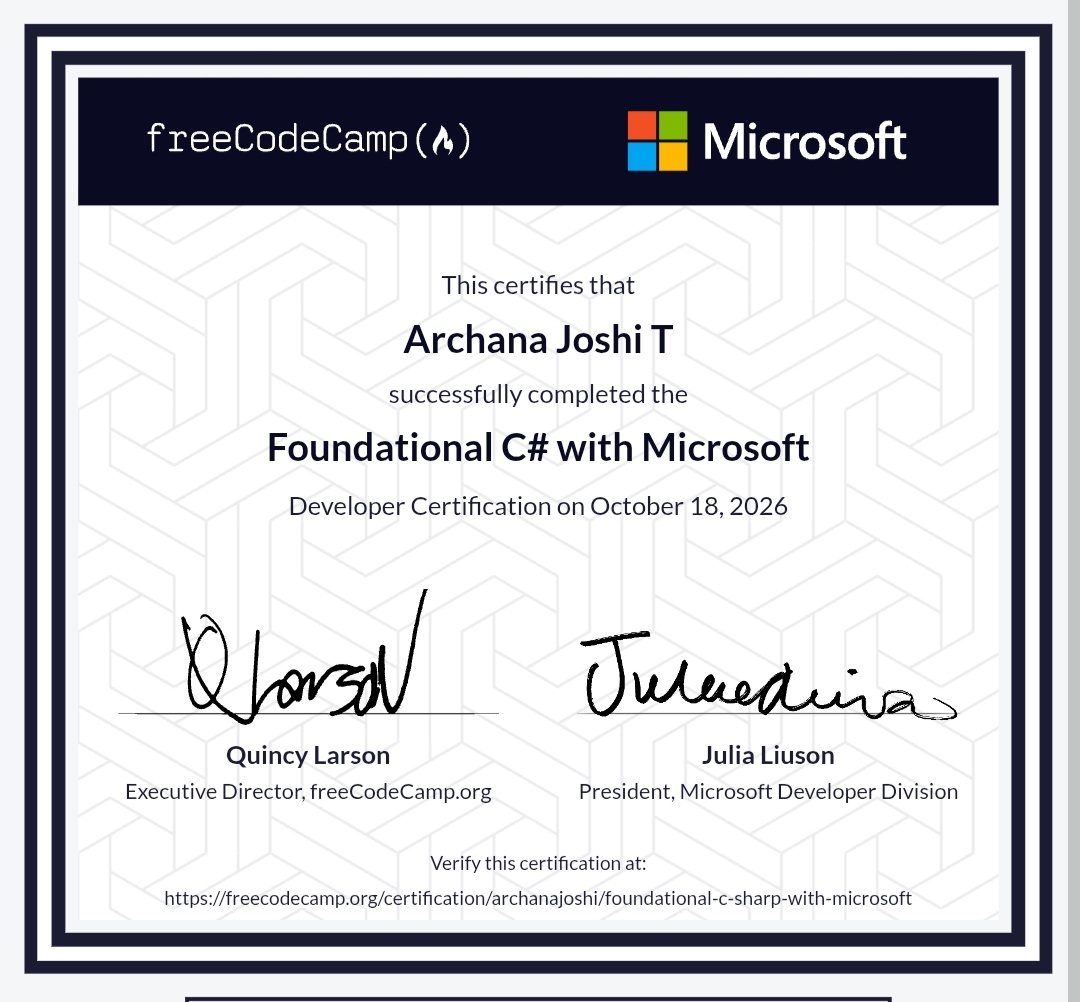 freeCodeCamp(🔥)
Microsoft
This certifies that
Archana Joshi T
successfully completed the
Foundational C# with Microsoft
Developer Certification on October 18, 2026
Quincy Larson
Executive Director, freeCodeCamp.org
Julia Liuson
President, Microsoft Developer Division
Verify this certification at:
https://freecodecamp.org/certification/archanajoshi/foundational-c-sharp-with-microsoft